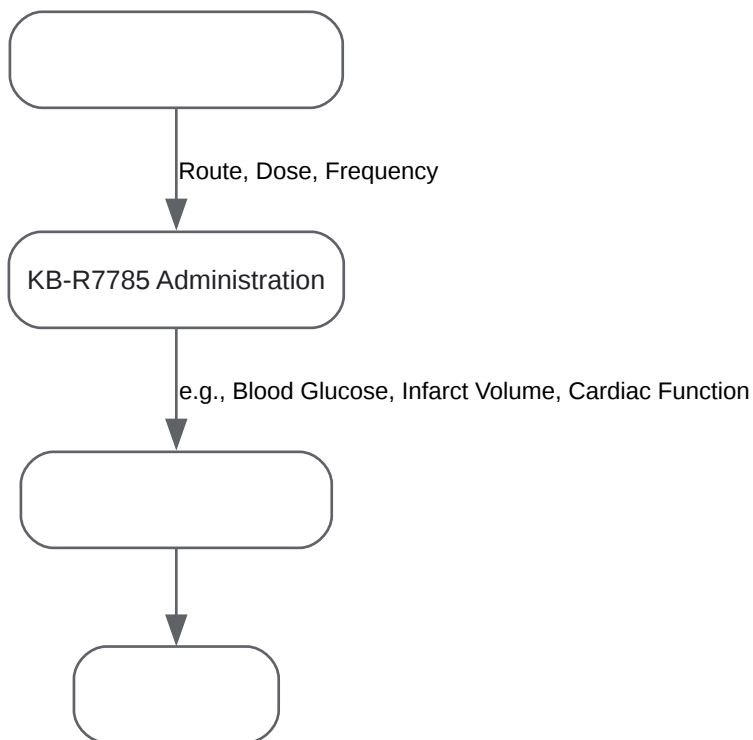 Route, Dose, Frequency
KB-R7785 Administration
e.g., Blood Glucose, Infarct Volume, Cardiac Function